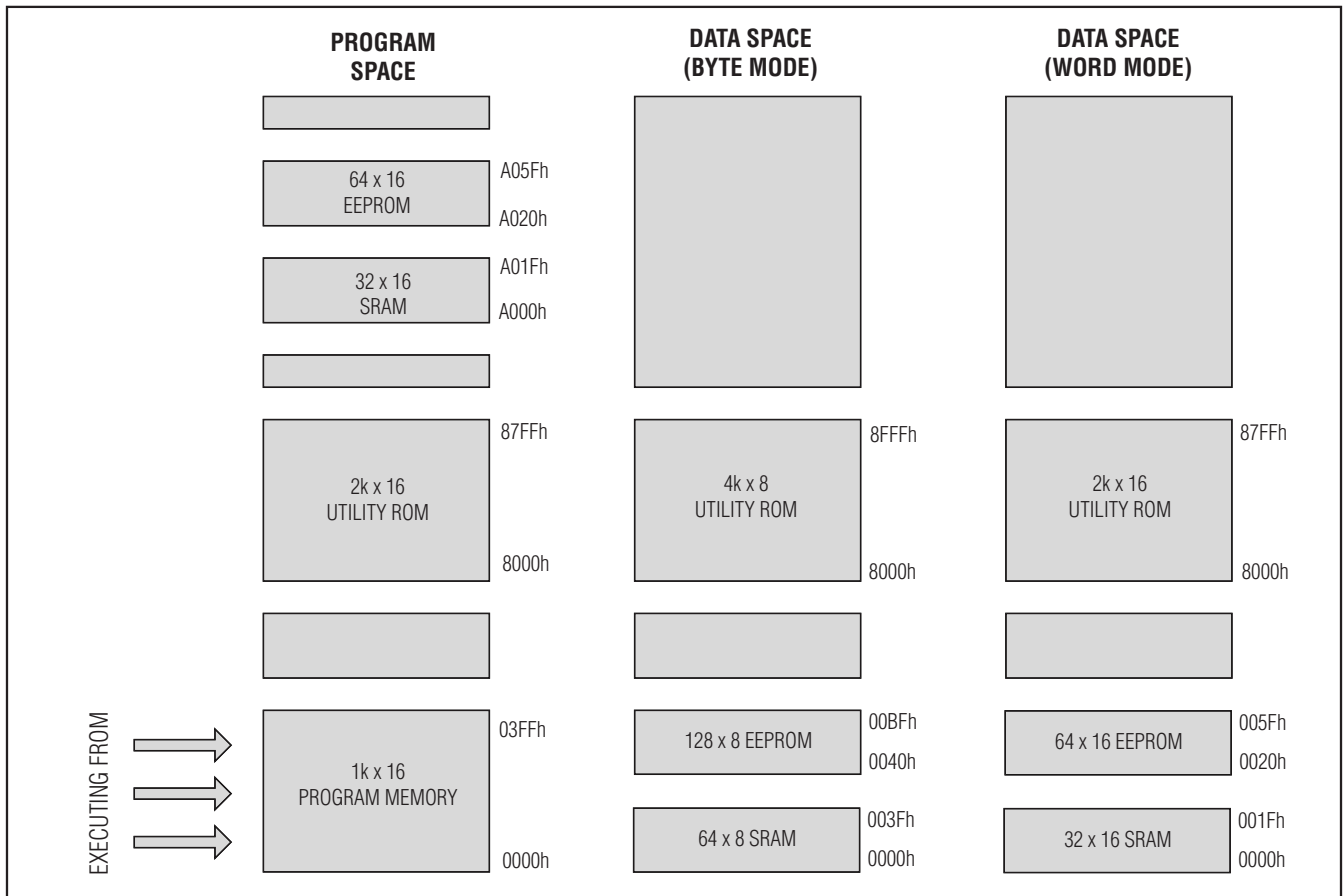 PROGRAM
SPACE
DATA SPACE
(BYTE MODE)
DATA SPACE
(WORD MODE)
64 x 16
EEPROM
A05Fh
A020h
32 x 16
SRAM
A01Fh
A000h
2k x 16
UTILITY ROM
87FFh
8000h
4k x 8
UTILITY ROM
8FFFh
8000h
2k x 16
UTILITY ROM
87FFh
8000h
EXECUTING FROM
1k x 16
PROGRAM MEMORY
03FFh
0000h
128 x 8 EEPROM
00BFh
0040h
64 x 8 SRAM
003Fh
0000h
64 x 16 EEPROM
005Fh
0020h
32 x 16 SRAM
001Fh
0000h